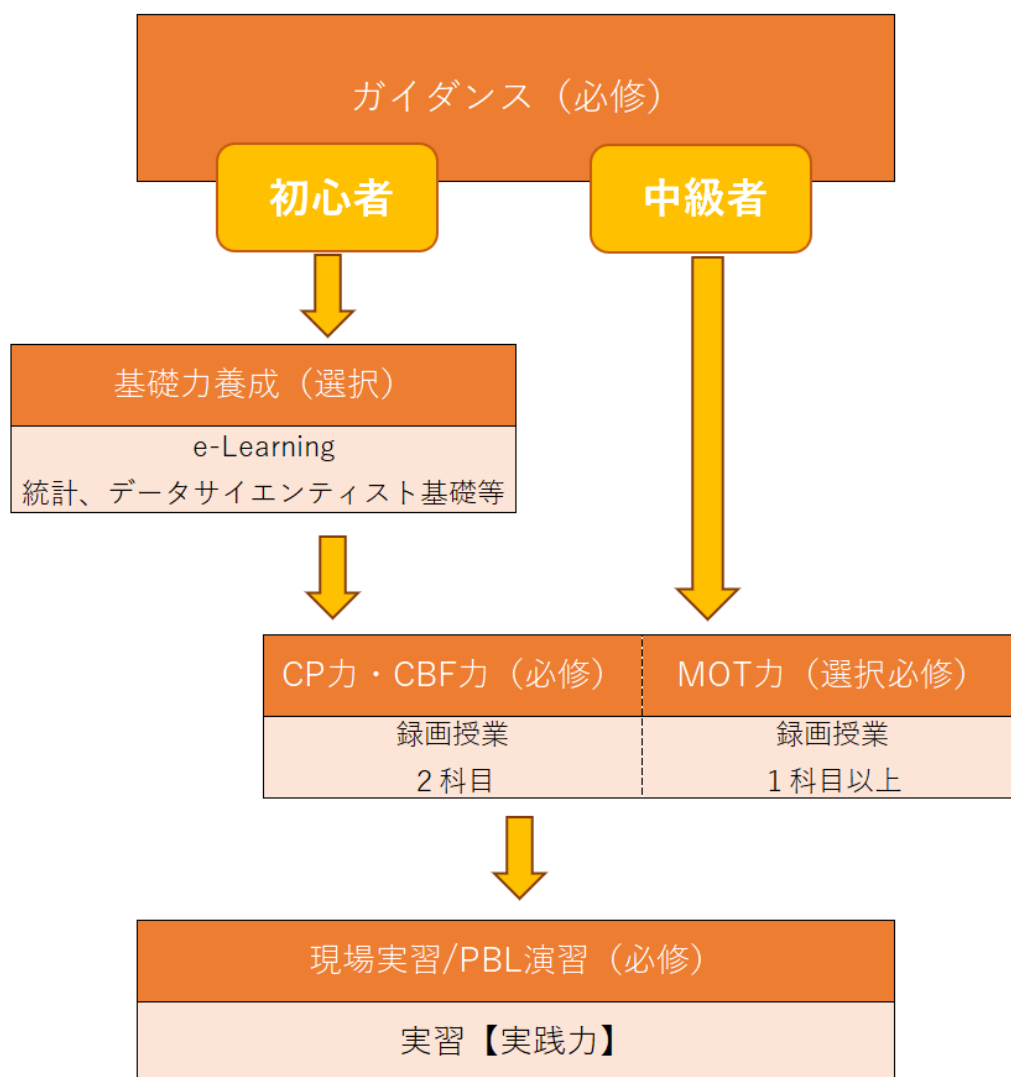 ガイダンス（必修）
初心者
中級者
基礎力養成（選択）
e-Learning
統計、データサイエンティスト基礎等
CP力・CBF力（必修）
録画授業
２科目
MOT力（選択必修）
録画授業
１科目以上
現場実習/PBL演習（必修）
実習【実践力】